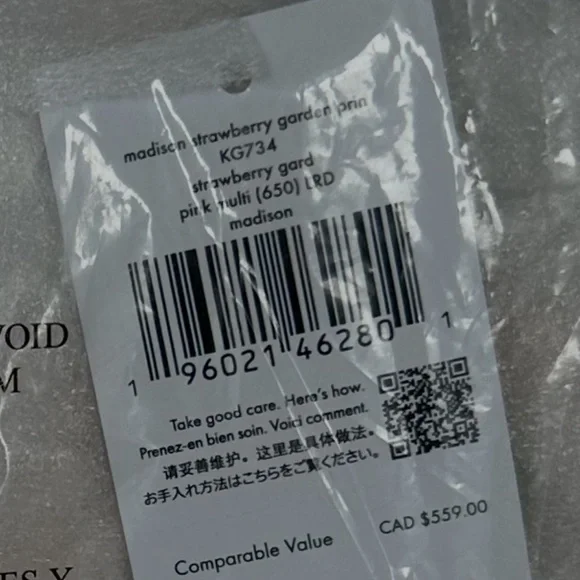 madison strawberry garden prin
KG734
strawberry gard
pink multi (650) LRD
madison
1 96021 46280 1
Take good care. Here's how.
Prenez-en bien soin. Voici comment.
请妥善维护。这里是具体做法。
お手入れ方法はこちらをご覧ください。
Comparable Value CAD $559.00
VOID
M
ES Y